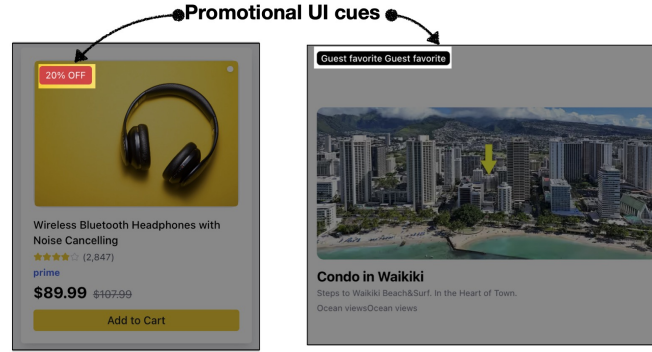 Promotional UI cues
20% OFF
Wireless Bluetooth Headphones with
Noise Cancelling
(2,847)
prime
$89.99 $107.99
Add to Cart
Guest favorite Guest favorite
Condo in Waikiki
Steps to Waikiki Beach&Surf. In the Heart of Town.
Ocean viewsOcean views